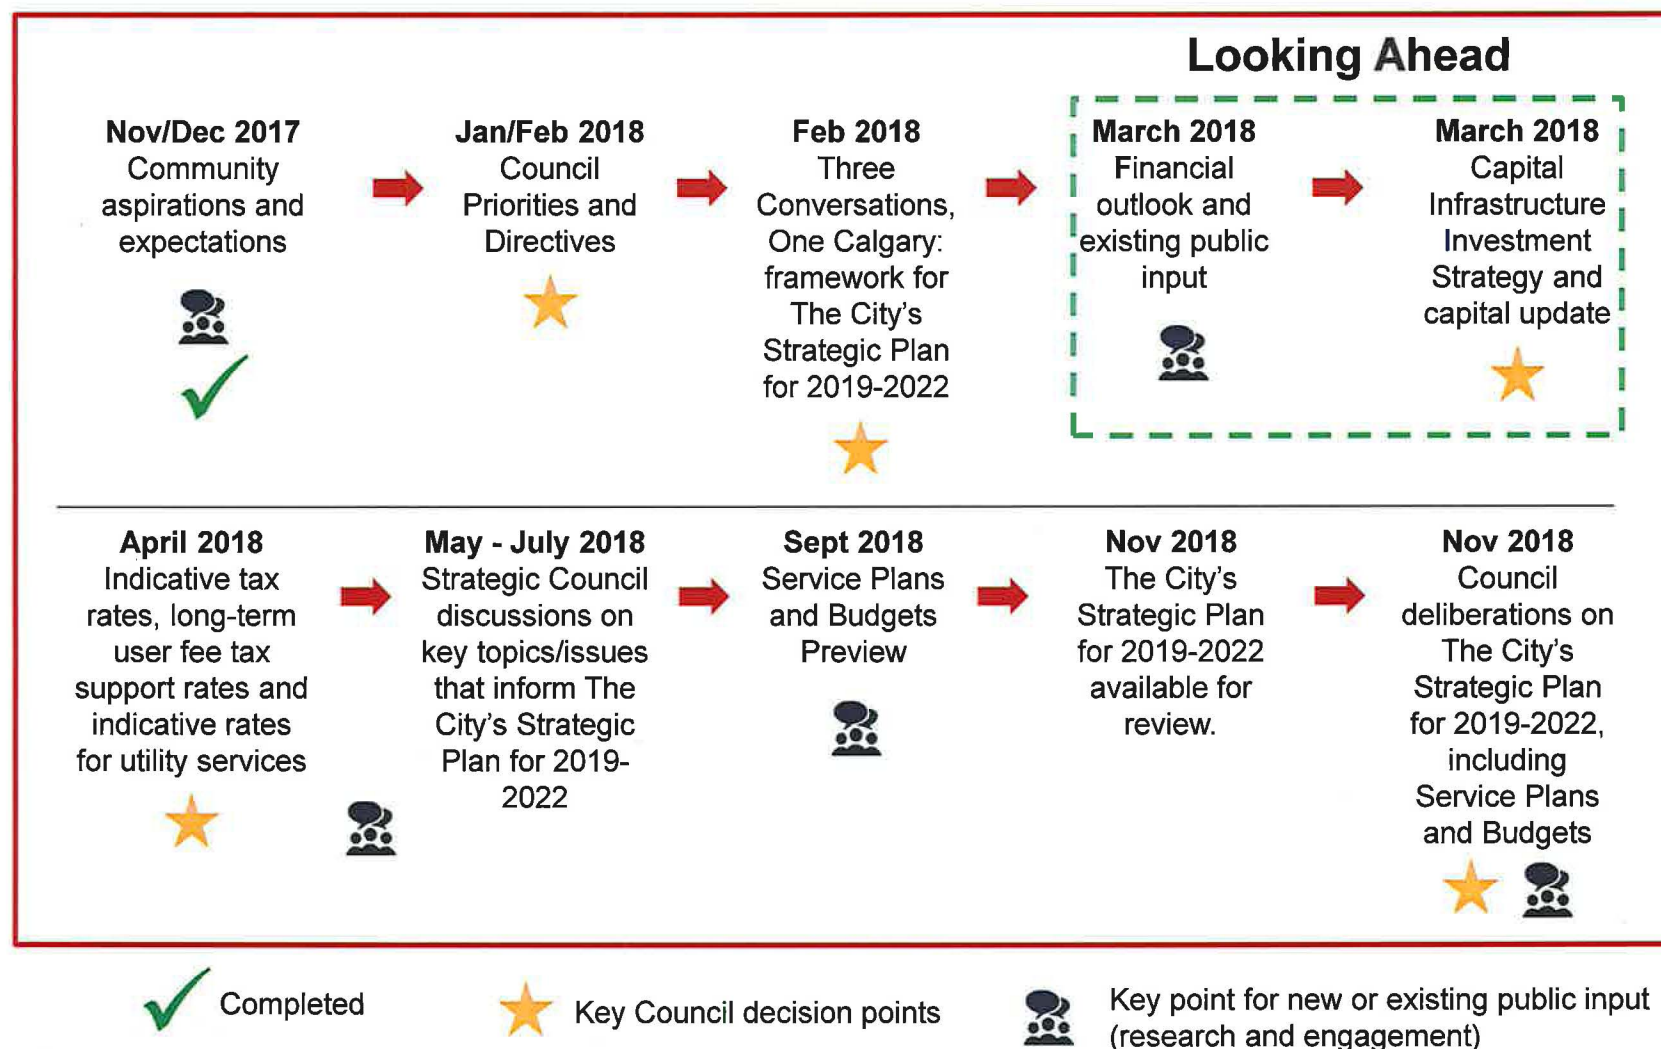 Looking Ahead
Nov/Dec 2017
Community
aspirations and
expectations
Jan/Feb 2018
Council
Priorities and
Directives
Feb 2018
Three
Conversations,
One Calgary:
framework for
The City's
Strategic Plan
for 2019-2022
March 2018
Financial
outlook and
existing public
input
March 2018
Capital
Infrastructure
Investment
Strategy and
capital update
April 2018
Indicative tax
rates, long-term
user fee tax
support rates and
indicative rates
for utility services
May - July 2018
Strategic Council
discussions on
key topics/issues
that inform The
City's Strategic
Plan for 2019-
2022
Sept 2018
Service Plans
and Budgets
Preview
Nov 2018
The City's
Strategic Plan
for 2019-2022
available for
review.
Nov 2018
Council
deliberations on
The City's
Strategic Plan
for 2019-2022,
including
Service Plans
and Budgets
Completed
Key Council decision points
Key point for new or existing public input
(research and engagement)